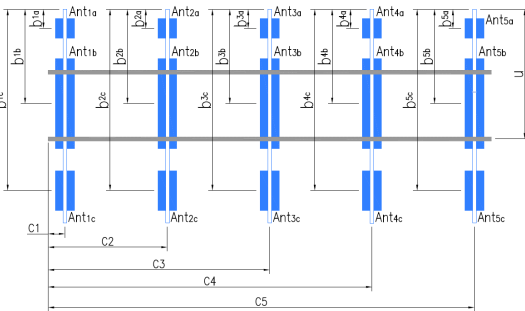 Ant1a Ant2a Ant3a Ant4a Ant5a
b1a b2a b3a b4a b5a
Ant1b Ant2b Ant3b Ant4b Ant5b
b1b b2b b3b b4b b5b
b1c b2c b3c b4c b5c
u
Ant1c Ant2c Ant3c Ant4c Ant5c
C1
C2
C3
C4
C5